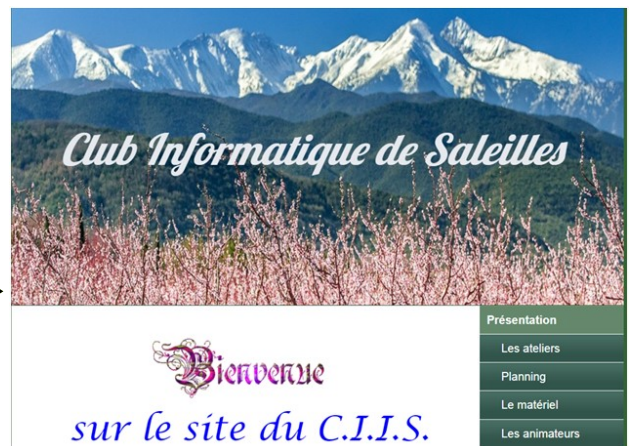 Club Informatique de Saleilles
Présentation
Bienvenue
Les ateliers
Planning
Le matériel
sur le site du C.I.I.S.
Les animateurs